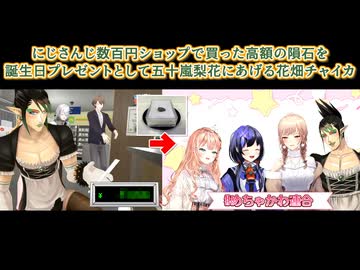 にじさんじ数百円ショップで買った高額の隕石を
誕生日プレゼントとして五十嵐梨花にあげる花畑チャイカ
¥
めちゃかわ連合